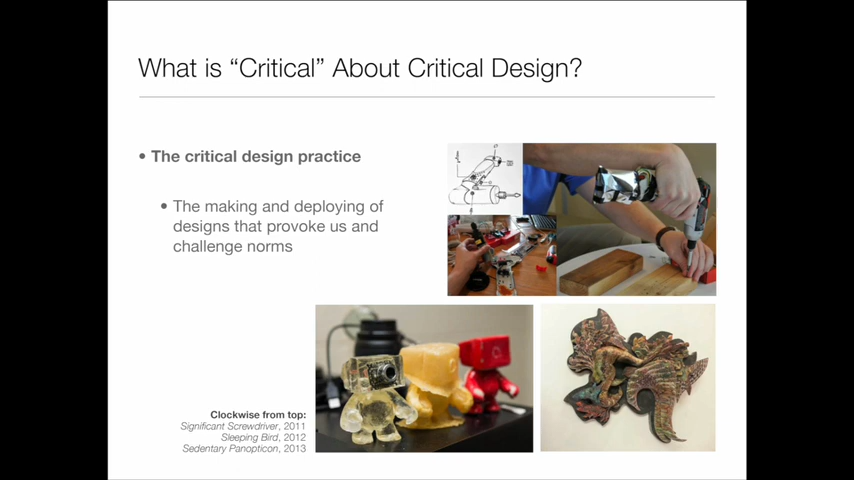 What is “Critical” About Critical Design?
• The critical design practice
• The making and deploying of
designs that provoke us and
challenge norms
Clockwise from top:
Significant Screwdriver, 2011
Sleeping Bird, 2012
Sedentary Panopticon, 2013